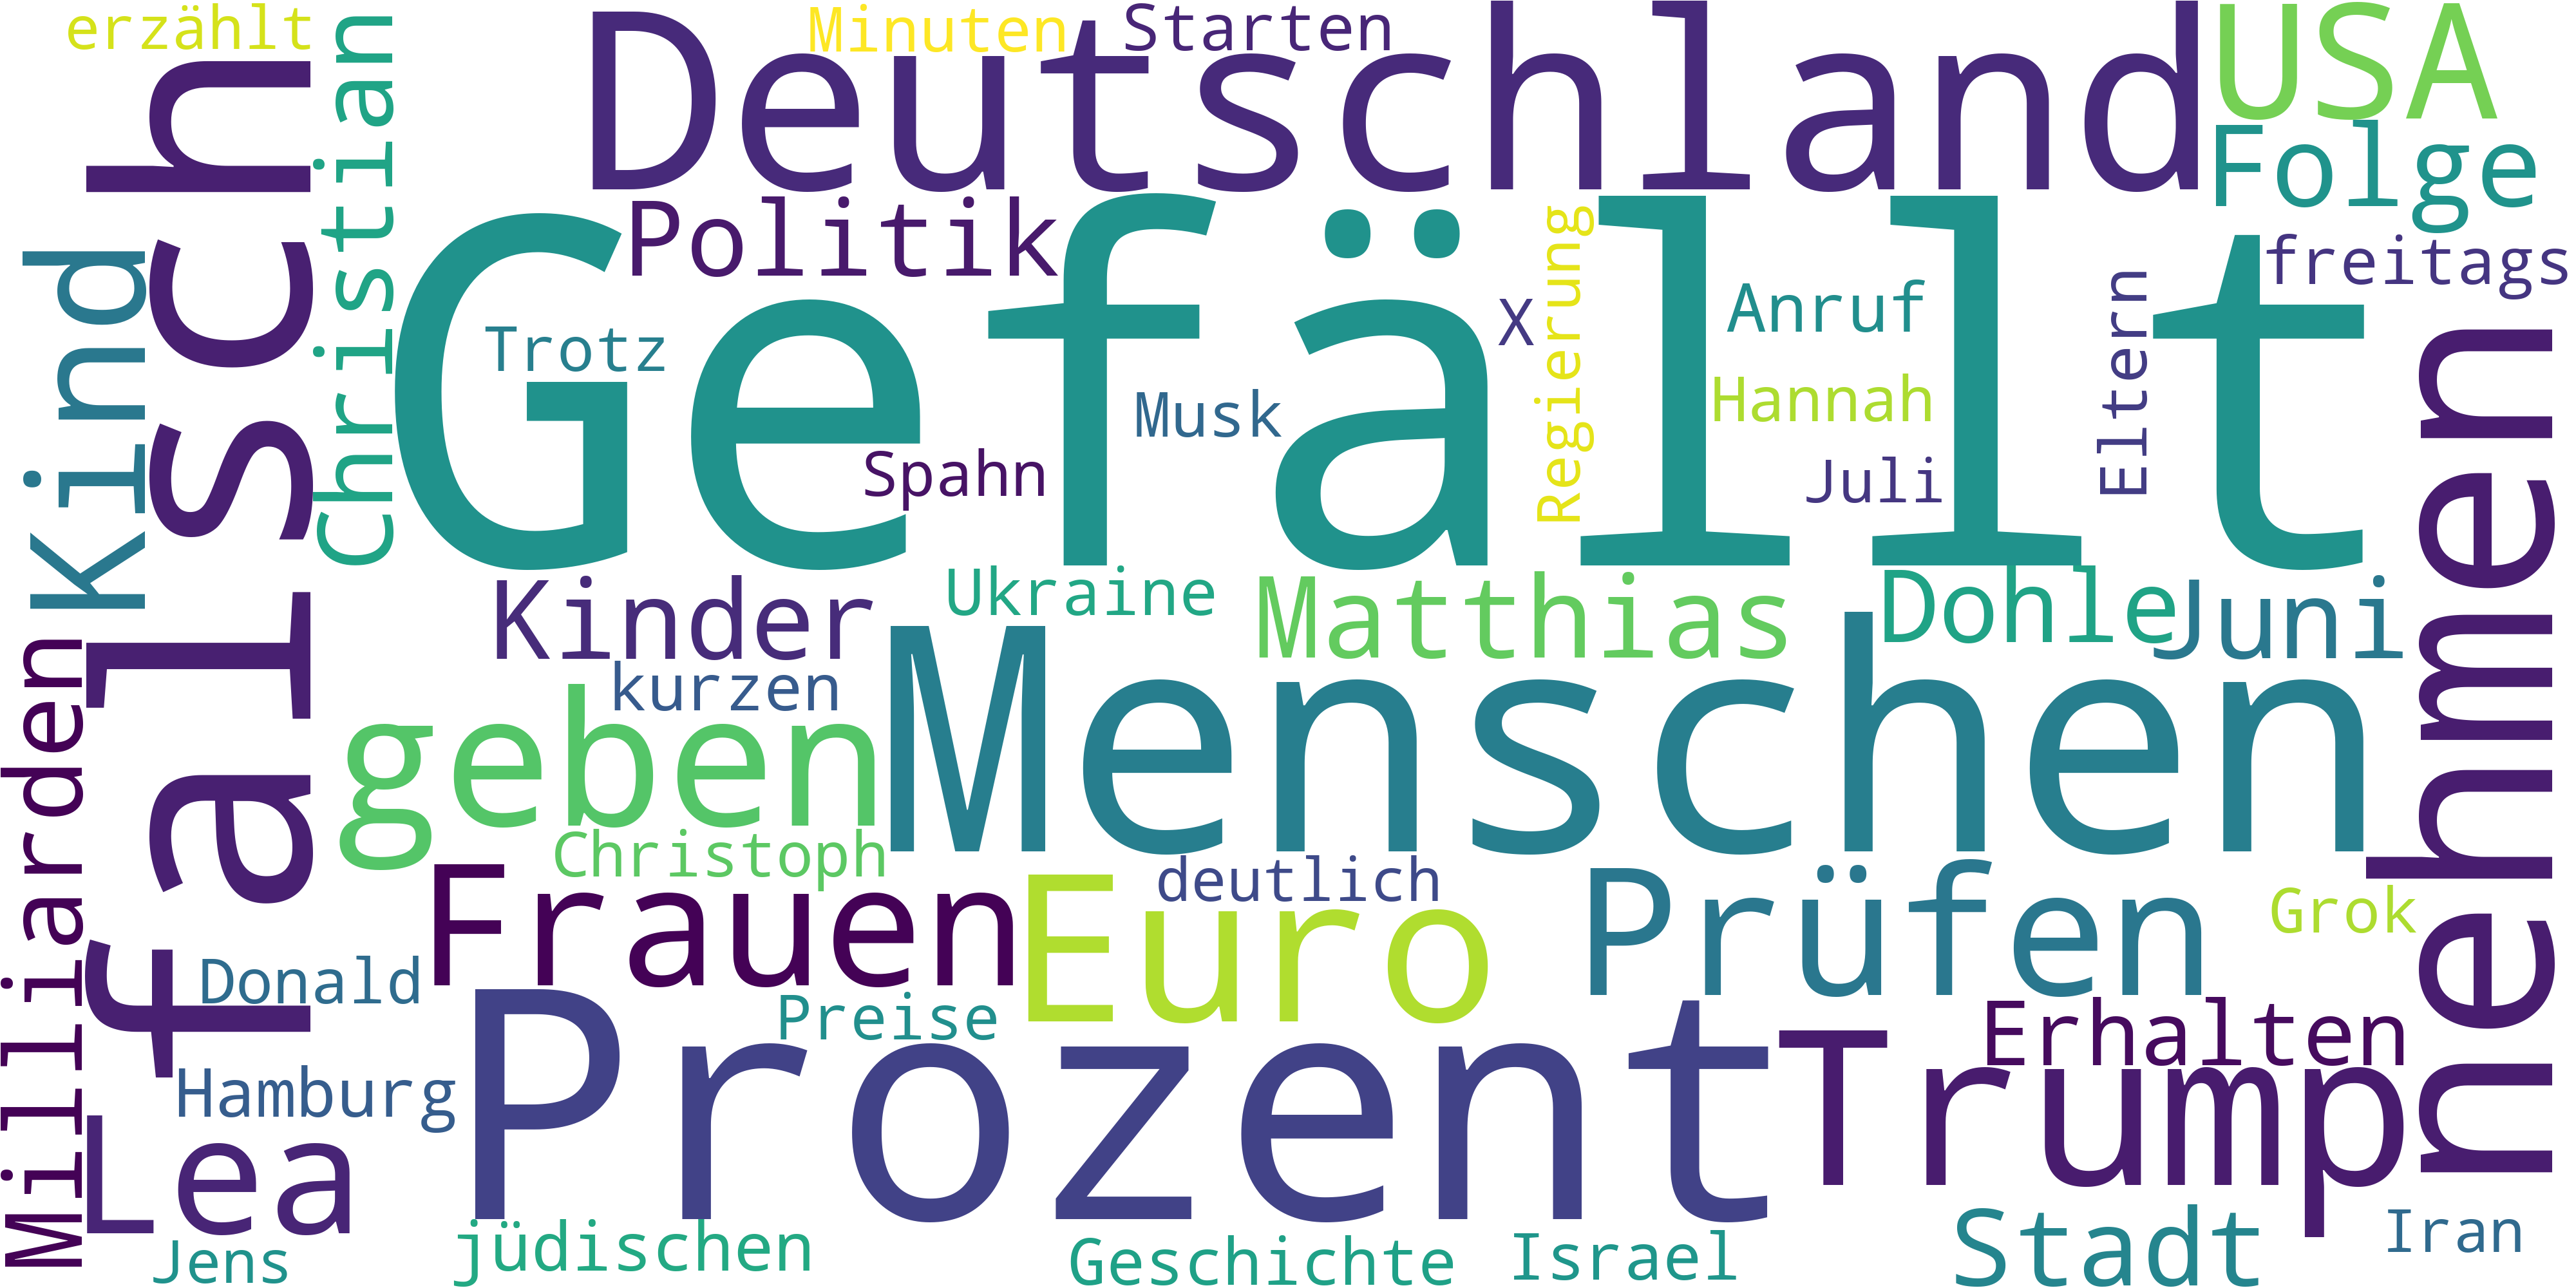 erzählt
Minuten
Starten
Deutschland
USA
Folge
falsch
Christian
Kind
Politik
Gefällt
freitags
Regierung
Anruf
X
Trotz
Eltern
Musk
Hannah
Spahn
Juli
nehmen
Kinder
Ukraine
Matthias
Dohle
Juni
kurzen
Milliarden
geben
Menschen
Christoph
deutlich
Frauen
Euro
Prüfen
Grok
Donald
Preise
Erhalten
Prozent
Trump
Hamburg
Lea
Stadt
Iran
Jens
jüdischen
Geschichte
Israel